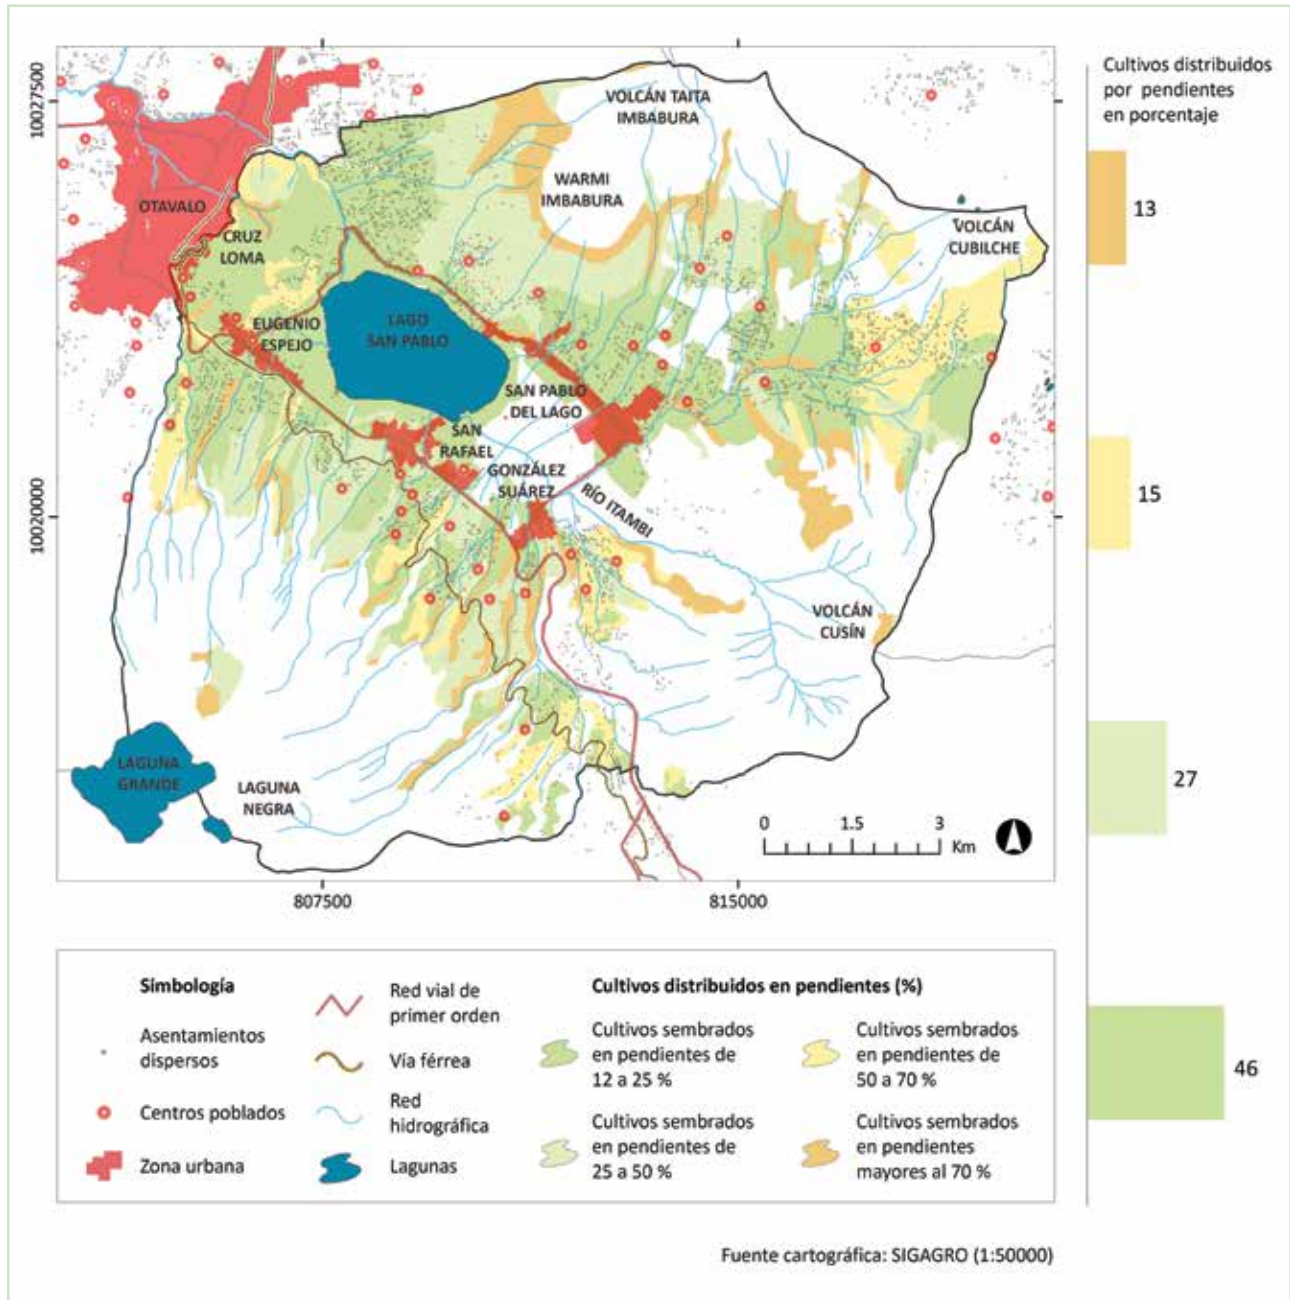 Cultivos distribuidos
por pendientes
en porcentaje
13
15
27
46
10027500
10020000
807500
815000
VOLCÁN TAITA
IMBABURA
WARMI
IMBABURA
OTAVALO
CRUZ
LOMA
VOLCÁN
CUBILCHE
EUGENIO
ESPEJO
LAGO
SAN PABLO
SAN PABLO
DEL LAGO
SAN
RAFAEL
GONZÁLEZ
SUÁREZ
RÍO ITAMBI
VOLCÁN
CUSÍN
LAGUNA
GRANDE
LAGUNA
NEGRA
0 1.5 3
Km
Simbología
Asentamientos
dispersos
Centros poblados
Zona urbana
Red vial de
primer orden
Vía férrea
Red
hidrográfica
Lagunas
Cultivos distribuidos en pendientes (%)
Cultivos sembrados
en pendientes de
12 a 25 %
Cultivos sembrados
en pendientes de
25 a 50 %
Cultivos sembrados
en pendientes de
50 a 70 %
Cultivos sembrados
en pendientes
mayores al 70 %
Fuente cartográfica: SIGAGRO (1:50000)